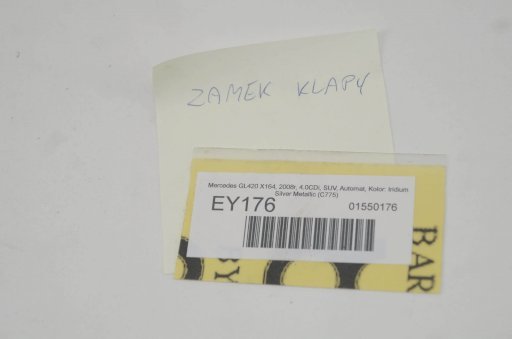 ZAMEK KLAPY
Mercedes GL420 X164, 2008r, 4.0CDi, SUV, Automat, Kolor: Iridium
Silver Metallic (C775)
EY176 01550176
BAR
BY